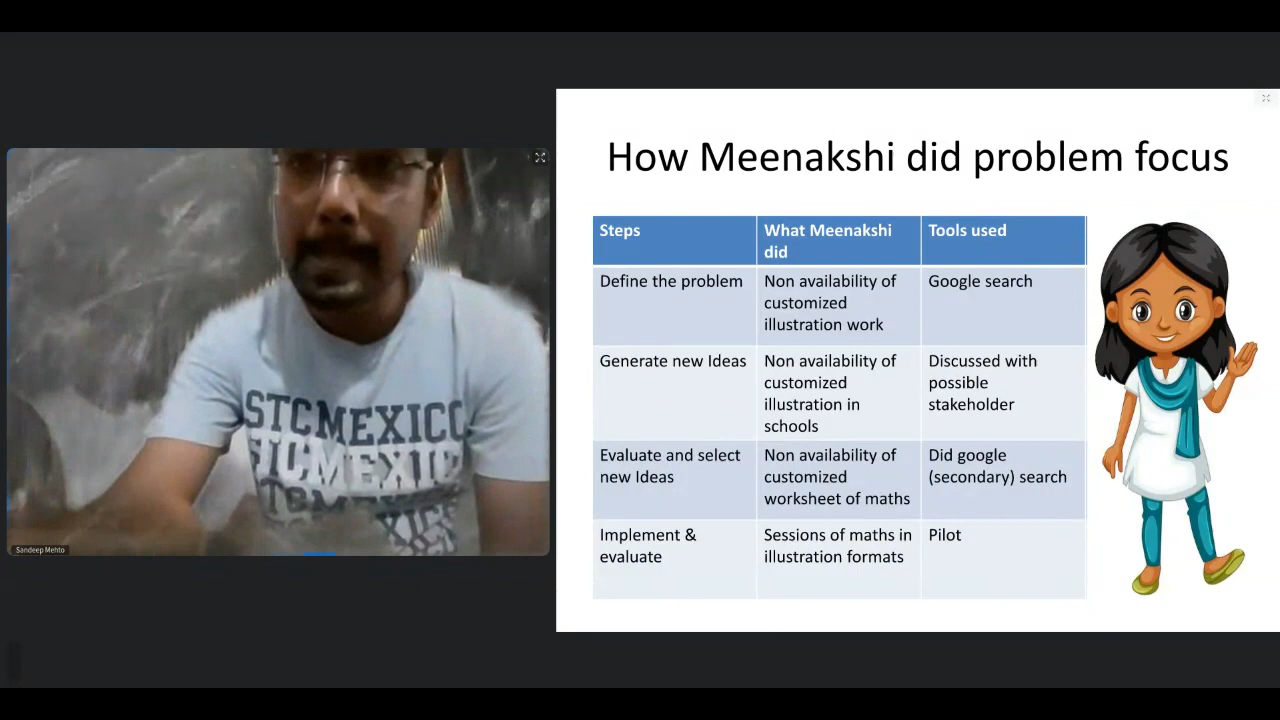 How Meenakshi did problem focus
Steps
What Meenakshi
did
Tools used
Define the problem
Non availability of
customized
illustration work
Google search
Generate new Ideas
Non availability of
customized
illustration in
schools
Discussed with
possible
stakeholder
Evaluate and select
new Ideas
Non availability of
customized
worksheet of maths
Did google
(secondary) search
Implement &
evaluate
Sessions of maths in
illustration formats
Pilot
STCMEXICO
Sandeep Mehto